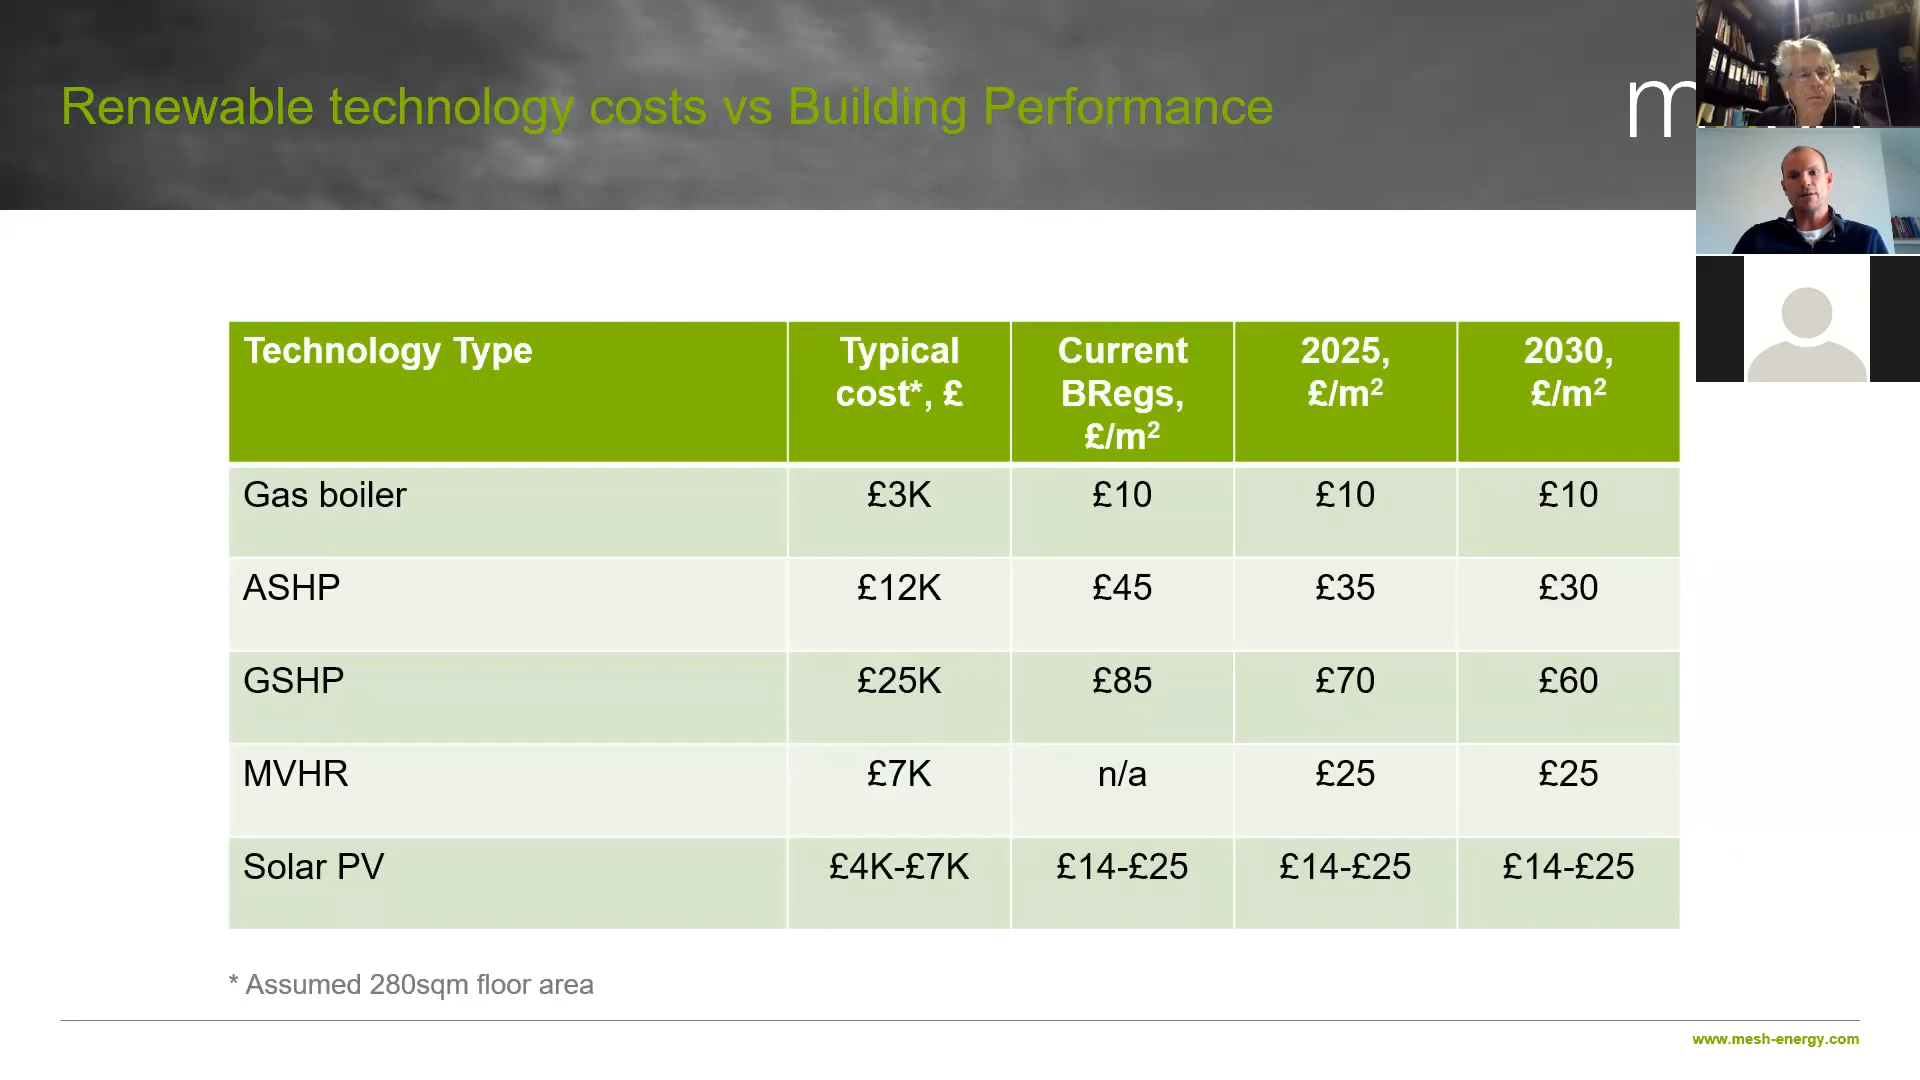 Renewable technology costs vs Building Performance
m
Technology Type
Typical
cost*, £
Current
BRegs,
£/m²
2025,
£/m²
2030,
£/m²
Gas boiler £3K £10 £10 £10
ASHP £12K £45 £35 £30
GSHP £25K £85 £70 £60
MVHR £7K n/a £25 £25
Solar PV £4K-£7K £14-£25 £14-£25 £14-£25
* Assumed 280sqm floor area
www.mesh-energy.com